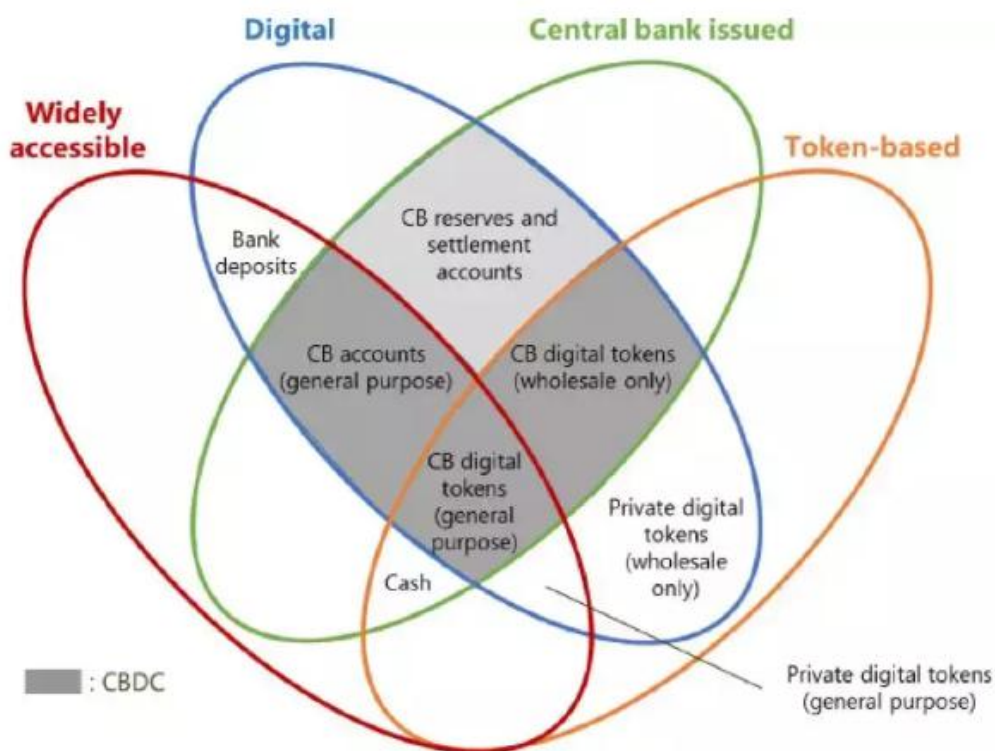 Digital
Central bank issued
Widely
accessible
Token-based
CB reserves and
settlement
accounts
Bank
deposits
CB accounts
(general purpose)
CB digital tokens
(wholesale only)
CB digital
tokens
(general
purpose)
Private digital
tokens
(wholesale
only)
Cash
: CBDC
Private digital tokens
(general purpose)